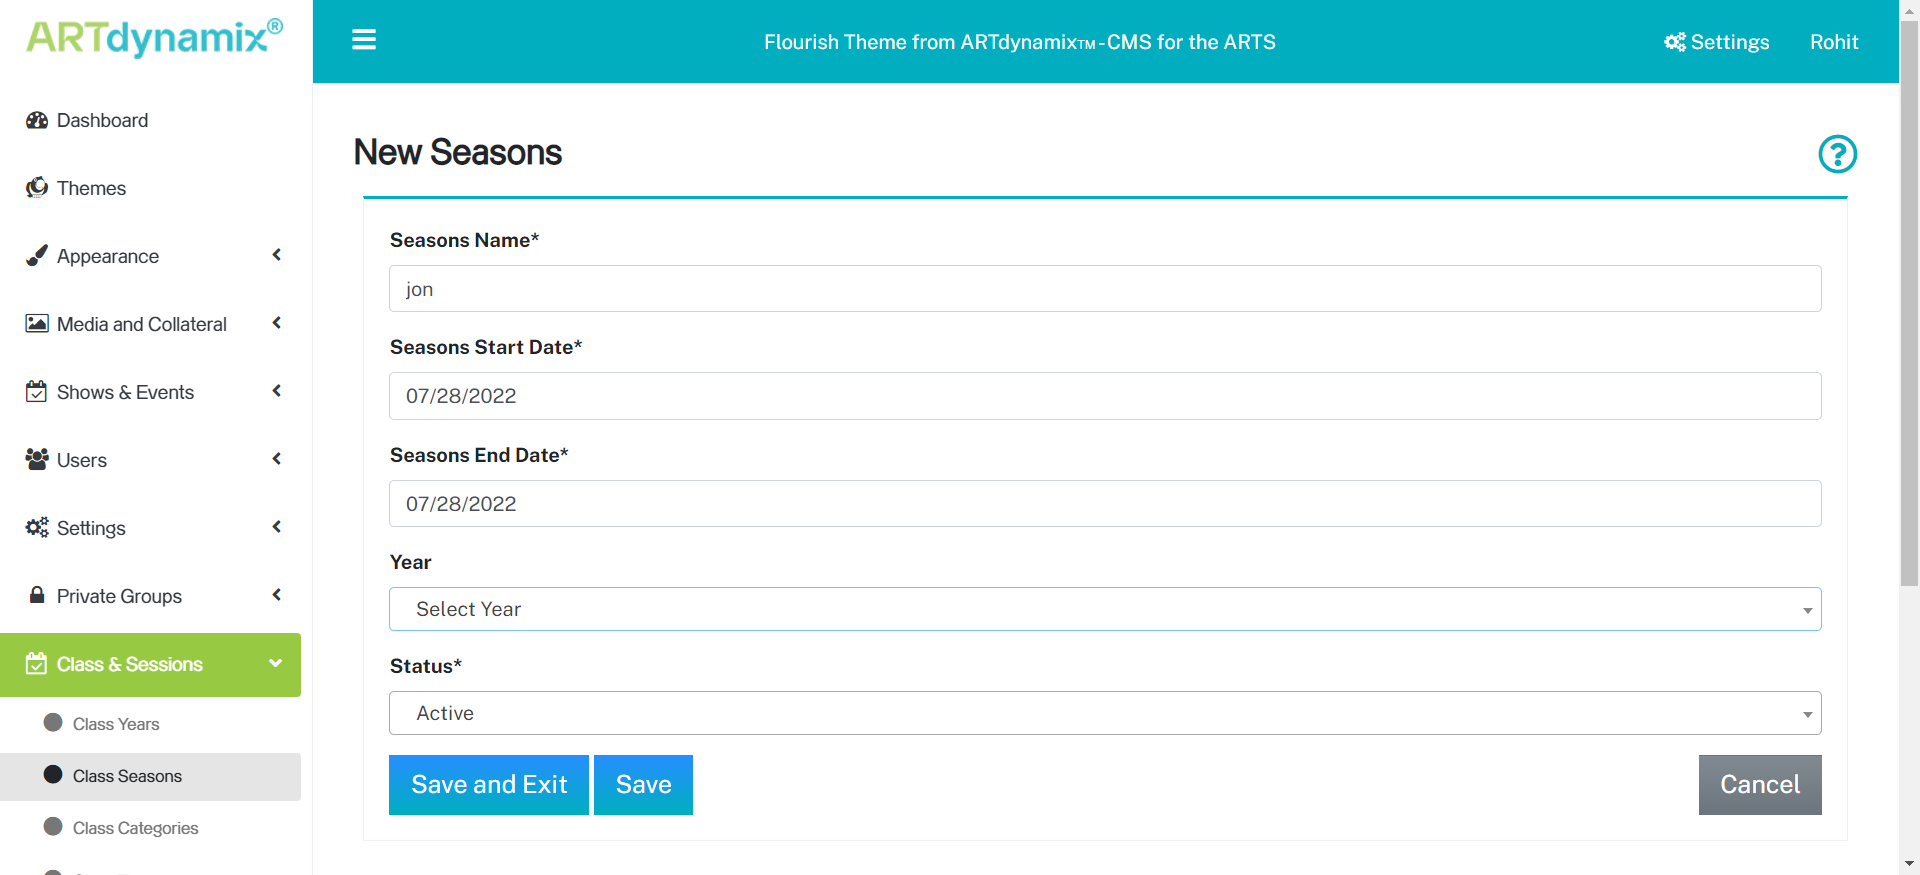 ARTdynamix®
Flourish Theme from ARTdynamix™ - CMS for the ARTS
Settings
Rohit
Dashboard
Themes
Appearance
Media and Collateral
Shows & Events
Users
Settings
Private Groups
Class & Sessions
Class Years
Class Seasons
Class Categories
New Seasons
Seasons Name*
jon
Seasons Start Date*
07/28/2022
Seasons End Date*
07/28/2022
Year
Select Year
Status*
Active
Save and Exit
Save
Cancel